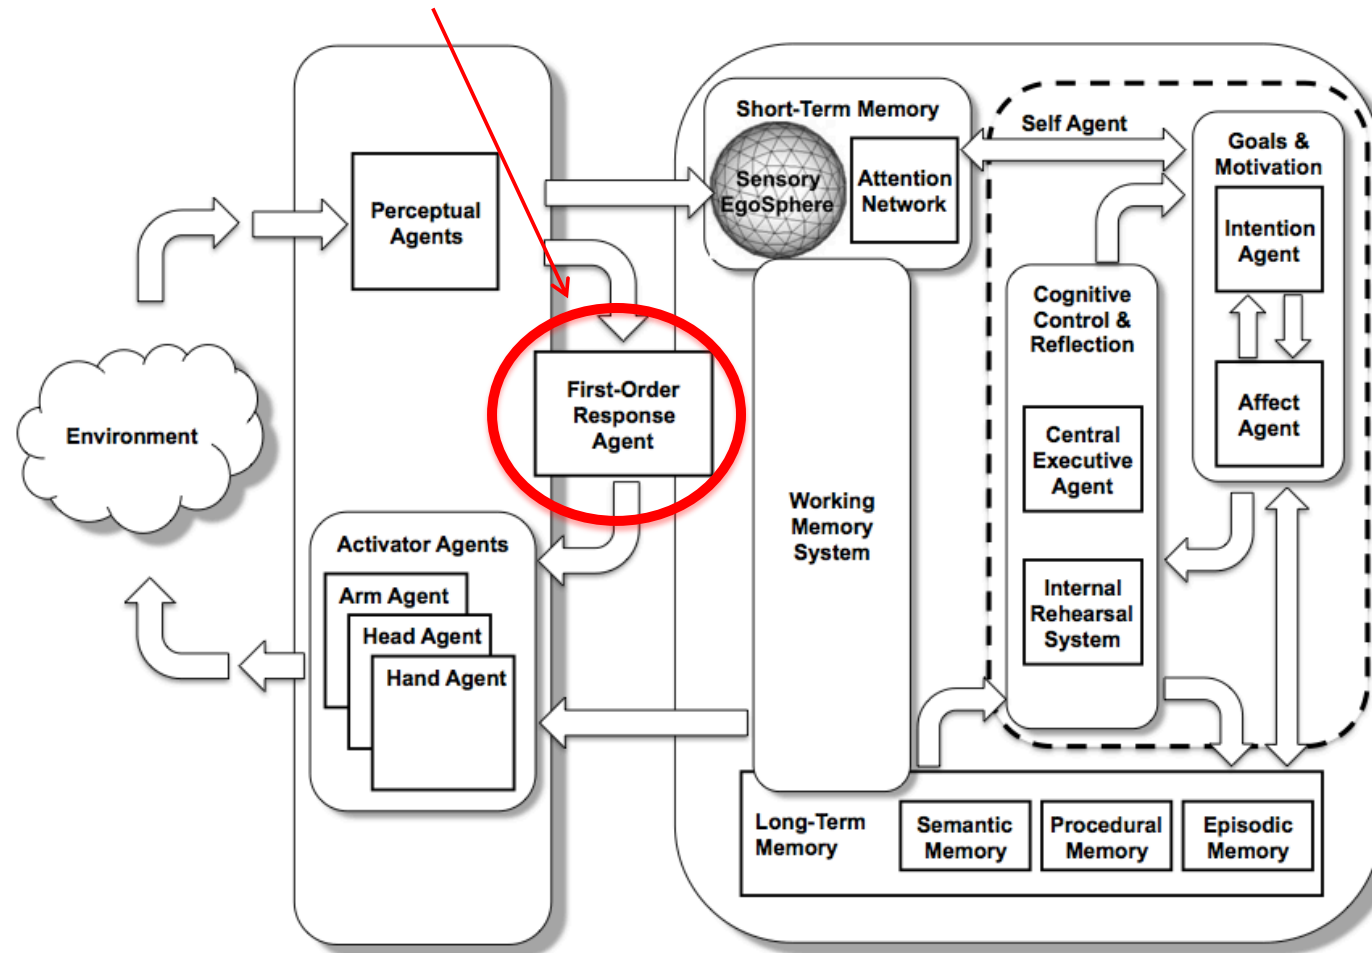 Short-Term Memory
Sensory
EgoSphere
Attention
Network
Self Agent
Goals &
Motivation
Intention
Agent
Affect
Agent
Perceptual
Agents
Cognitive
Control &
Reflection
Central
Executive
Agent
Internal
Rehearsal
System
First-Order
Response
Agent
Environment
Working
Memory
System
Activator Agents
Arm Agent
Head Agent
Hand Agent
Long-Term
Memory
Semantic
Memory
Procedural
Memory
Episodic
Memory